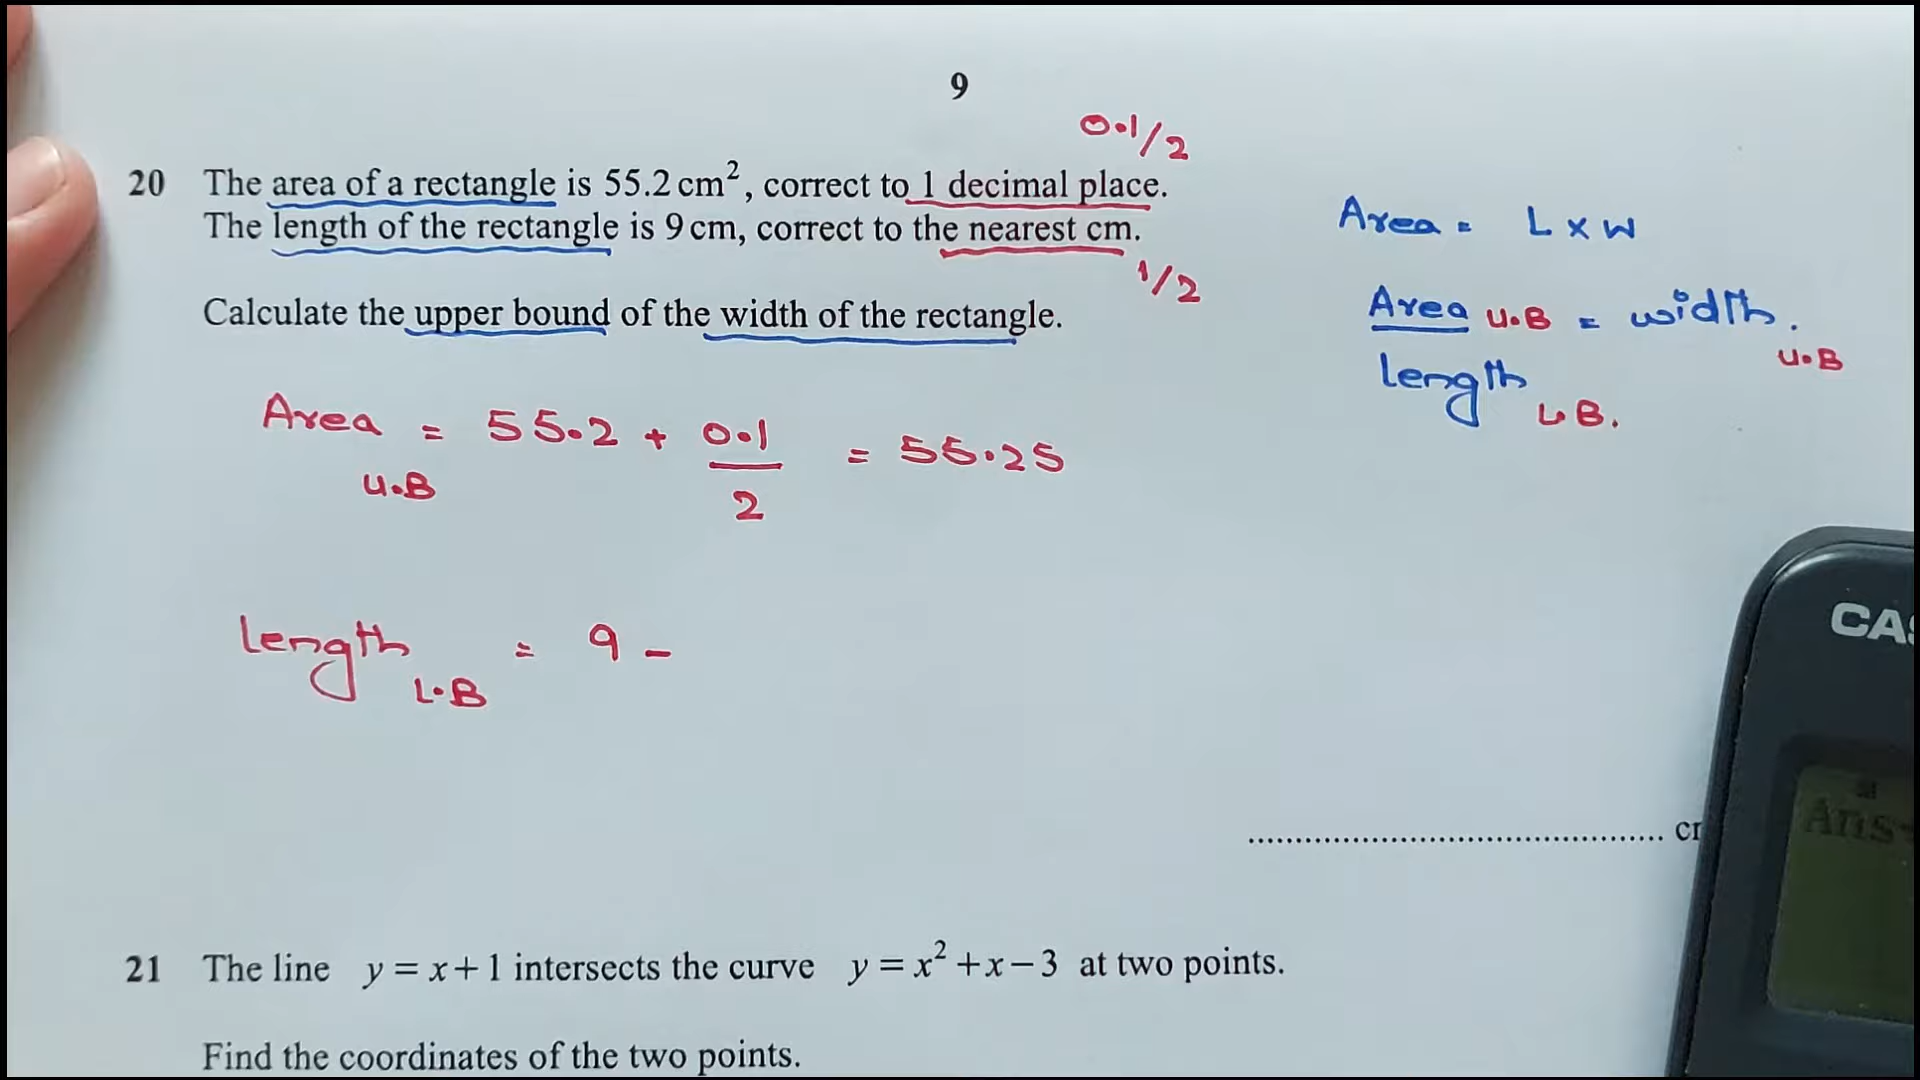 9
0.1/2
20 The area of a rectangle is 55.2 cm², correct to 1 decimal place.
The length of the rectangle is 9 cm, correct to the nearest cm.
1/2
Calculate the upper bound of the width of the rectangle.
Area = L x W
Area U.B = width. U.B
length L.B.
Area U.B = 55.2 + 0.1/2 = 55.25
length L.B = 9 -
CAS
Ans
21 The line y = x + 1 intersects the curve y = x² + x − 3 at two points.
Find the coordinates of the two points.